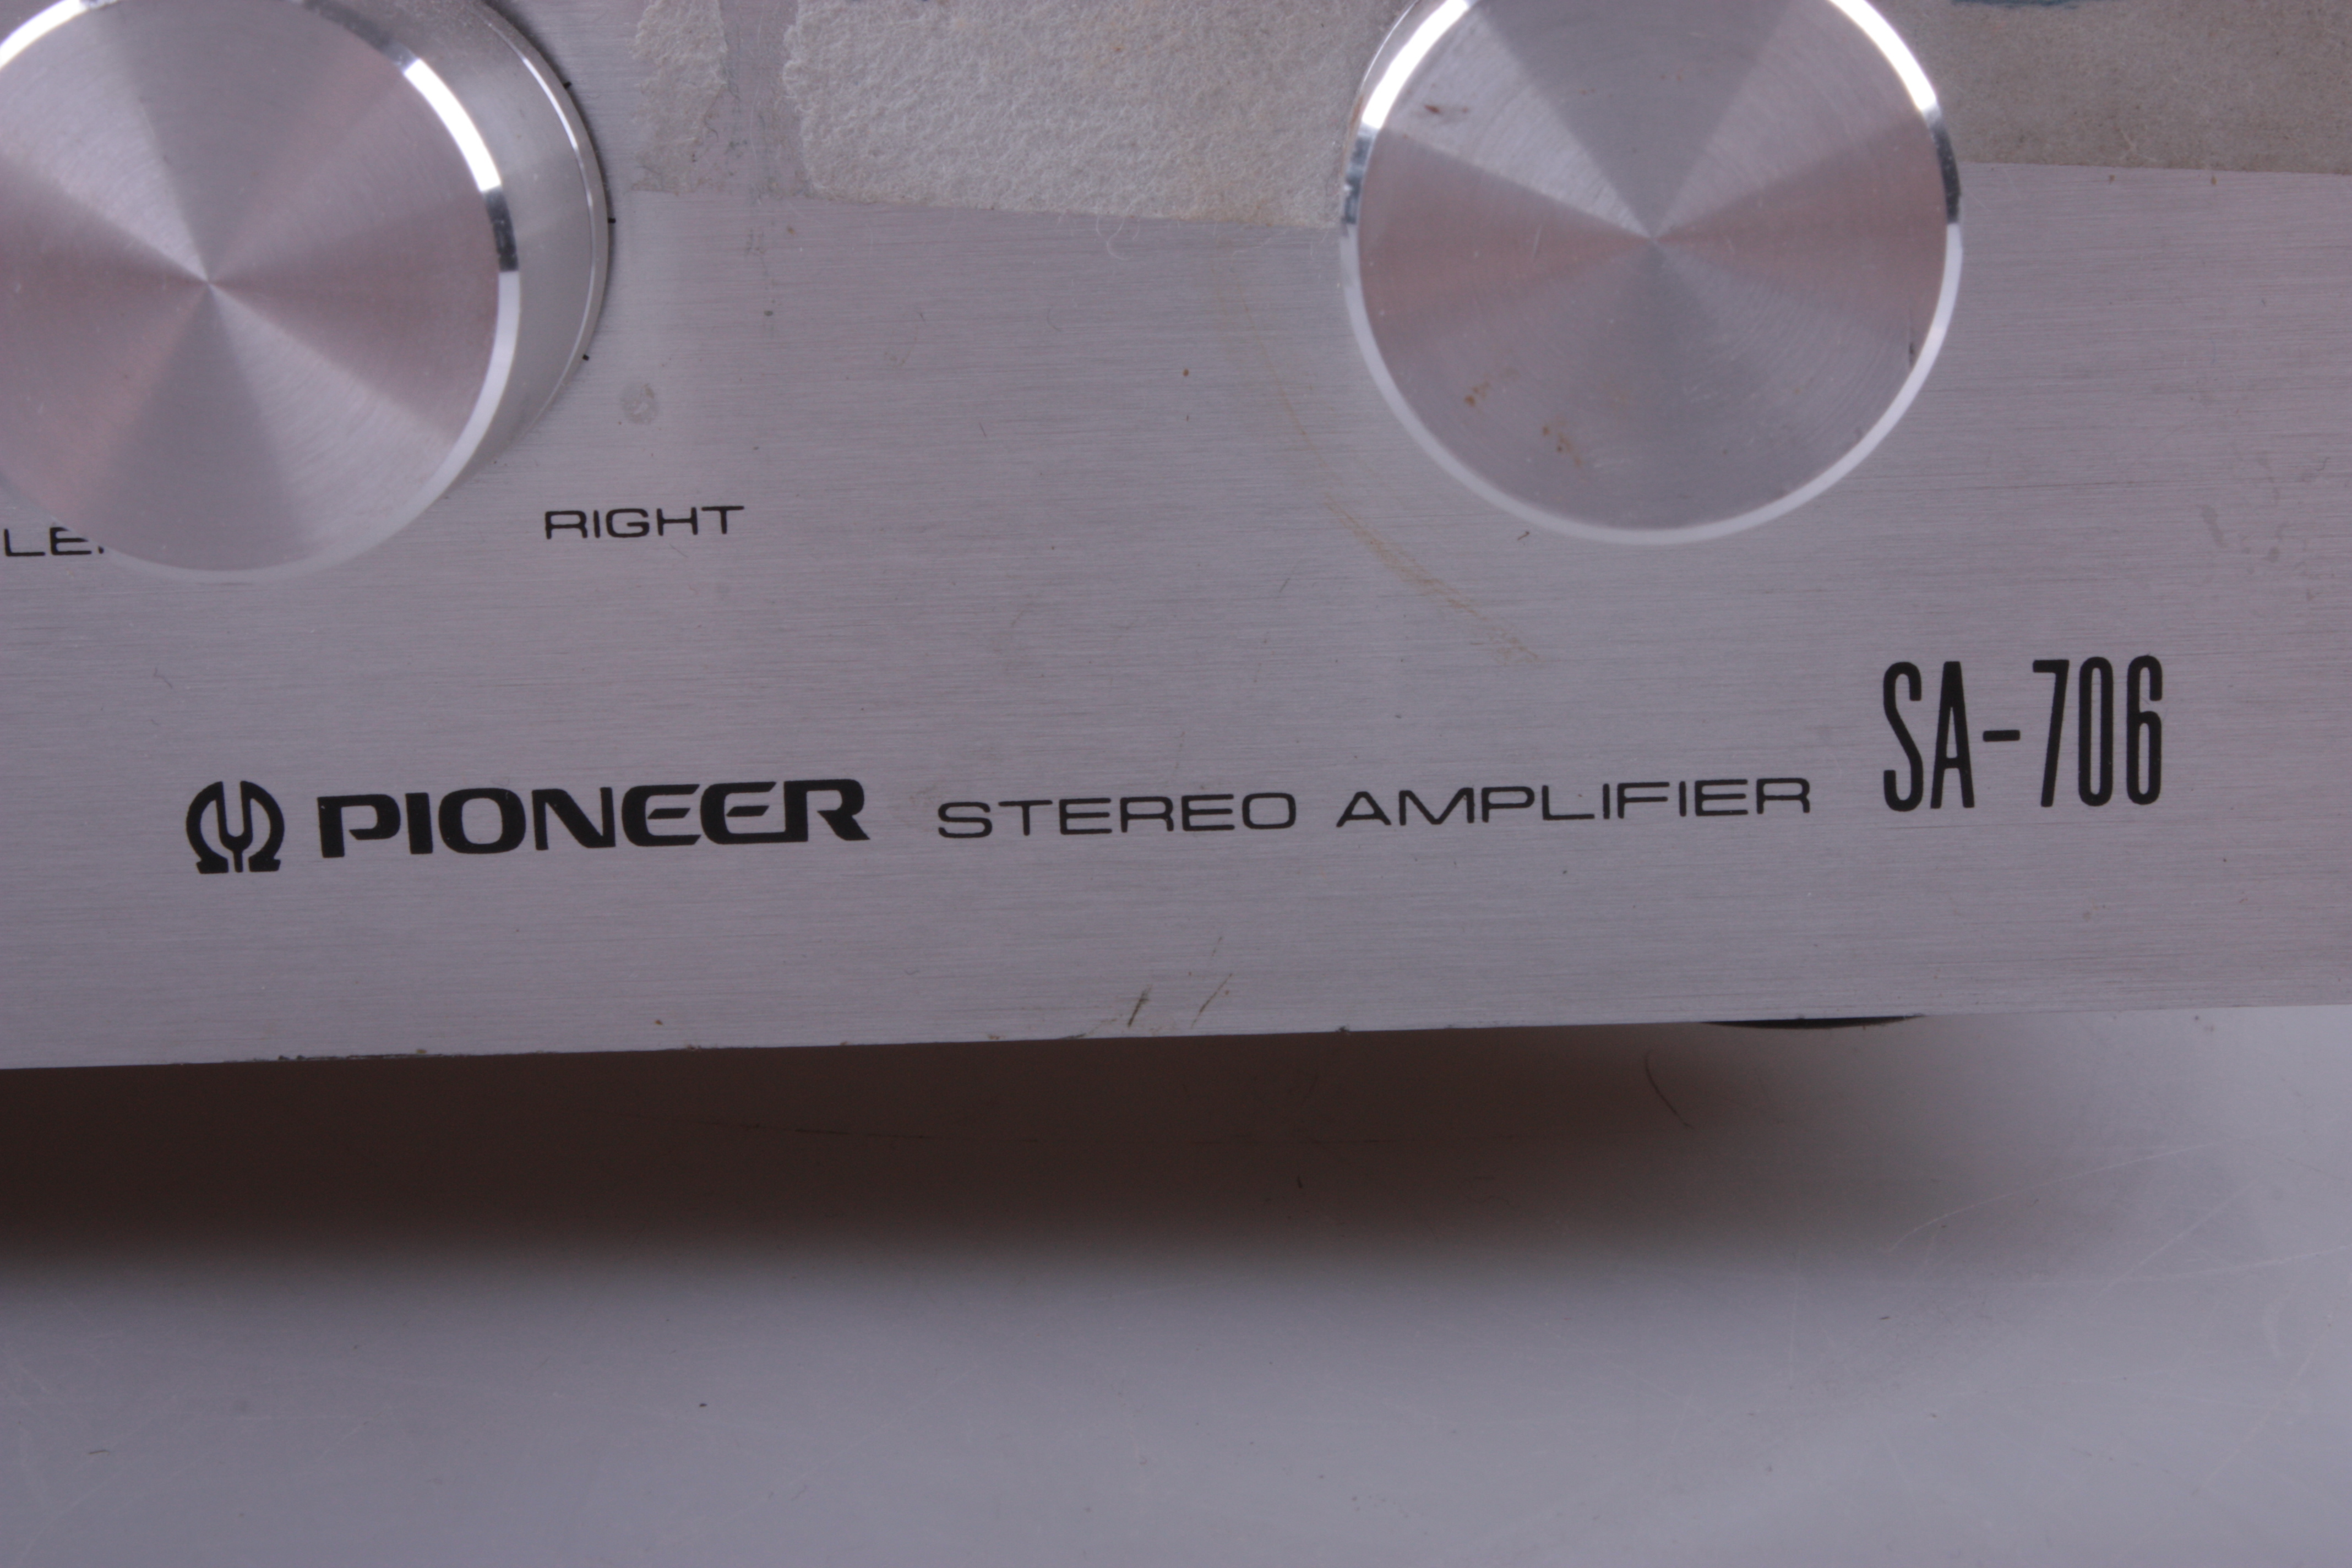 RIGHT
PIONEER STEREO AMPLIFIER SA-706